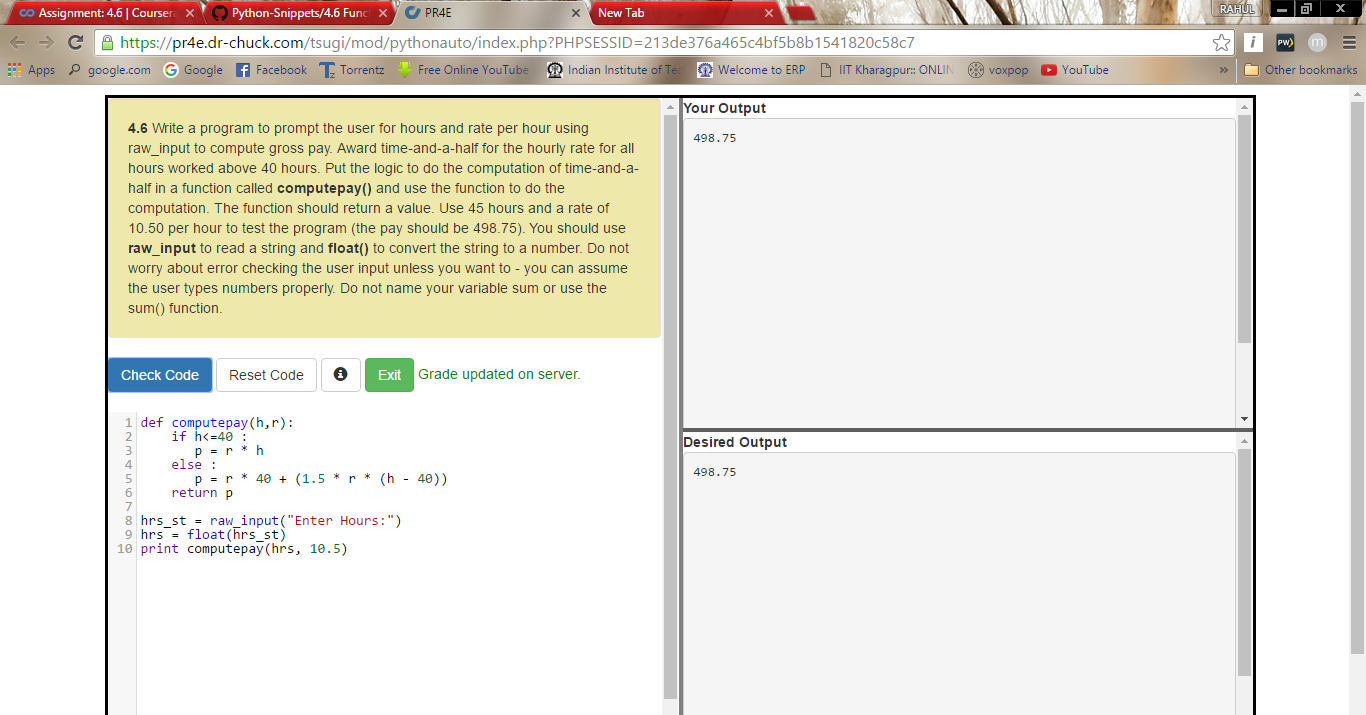 Assignment: 4.6 | Courser
Python-Snippets/4.6 Func
PR4E
New Tab
RAHUL
https://pr4e.dr-chuck.com/tsugi/mod/pythonauto/index.php?PHPSESSID=213de376a465c4bf5b8b1541820c58c7
Apps google.com Google Facebook Torrentz Free Online YouTube Indian Institute of Te Welcome to ERP IIT Kharagpur:: ONLIN voxpop YouTube » Other bookmarks
4.6 Write a program to prompt the user for hours and rate per hour using
raw_input to compute gross pay. Award time-and-a-half for the hourly rate for all
hours worked above 40 hours. Put the logic to do the computation of time-and-a-
half in a function called computepay() and use the function to do the
computation. The function should return a value. Use 45 hours and a rate of
10.50 per hour to test the program (the pay should be 498.75). You should use
raw_input to read a string and float() to convert the string to a number. Do not
worry about error checking the user input unless you want to - you can assume
the user types numbers properly. Do not name your variable sum or use the
sum() function.
Check Code Reset Code Exit Grade updated on server.
1 def computepay(h,r):
2     if h<=40 :
3        p = r * h
4     else :
5        p = r * 40 + (1.5 * r * (h - 40))
6     return p
7
8 hrs_st = raw_input("Enter Hours:")
9 hrs = float(hrs_st)
10 print computepay(hrs, 10.5)
Your Output
498.75
Desired Output
498.75